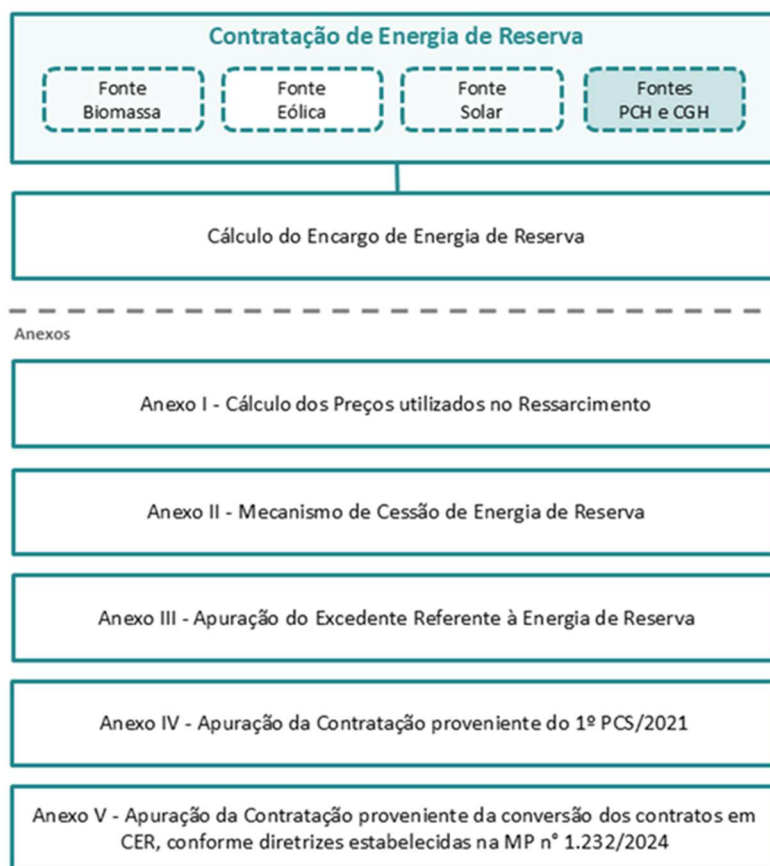 Contratação de Energia de Reserva
Fonte
Biomassa
Fonte
Eólica
Fonte
Solar
Fontes
PCH e CGH
Cálculo do Encargo de Energia de Reserva
Anexos
Anexo I - Cálculo dos Preços utilizados no Ressarcimento
Anexo II - Mecanismo de Cessão de Energia de Reserva
Anexo III - Apuração do Excedente Referente à Energia de Reserva
Anexo IV - Apuração da Contratação proveniente do 1º PCS/2021
Anexo V - Apuração da Contratação proveniente da conversão dos contratos em
CER, conforme diretrizes estabelecidas na MP n° 1.232/2024